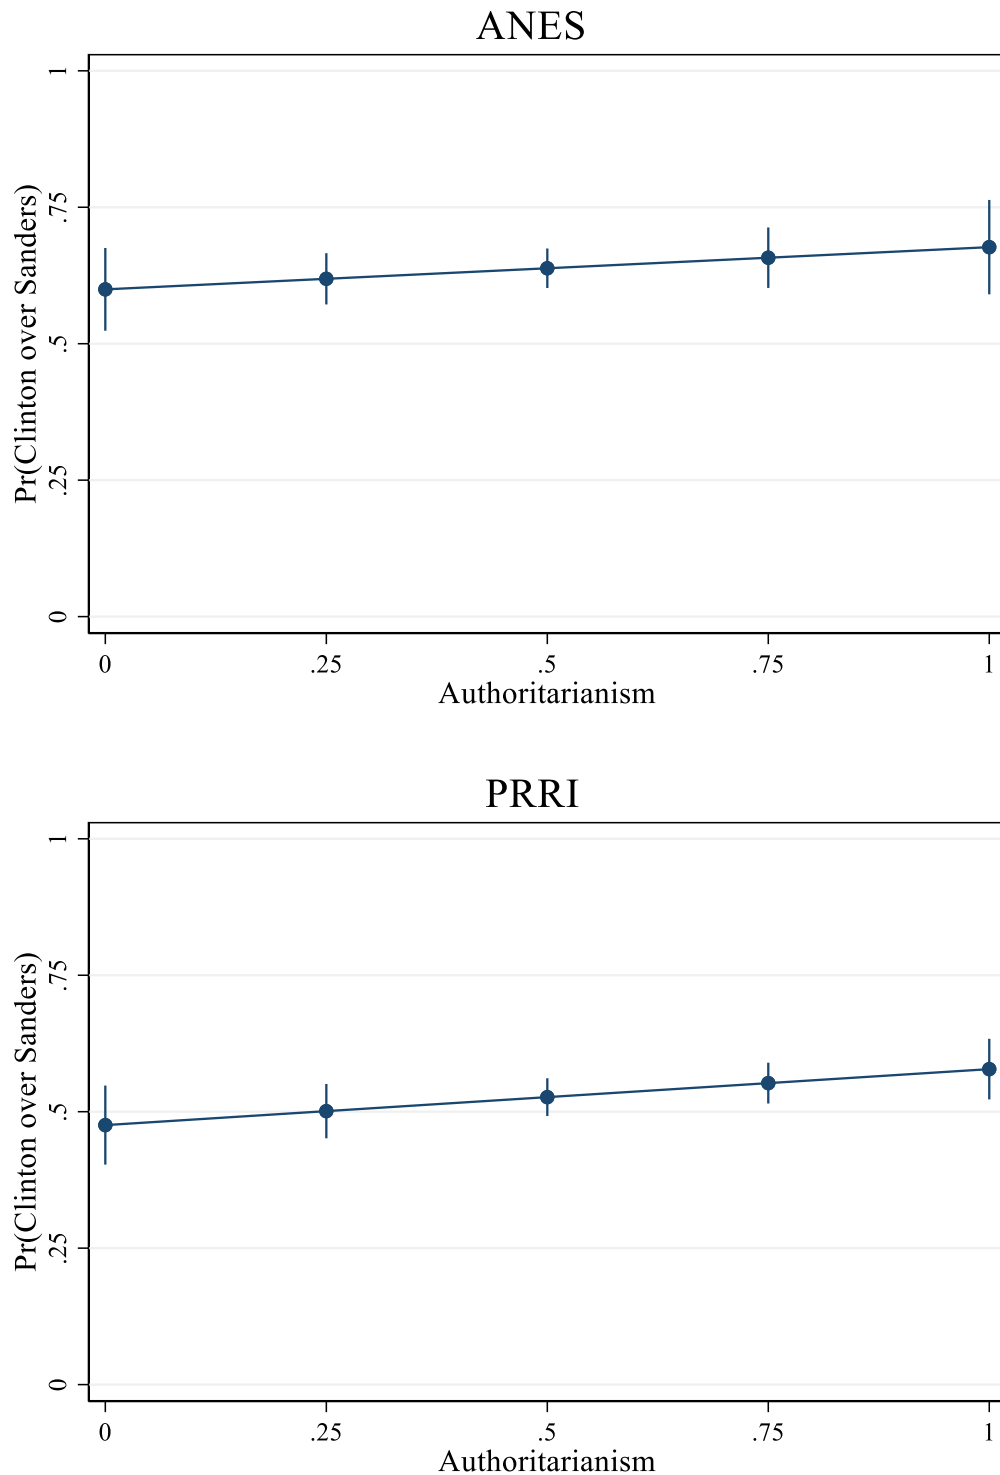 ANES
Pr(Clinton over Sanders)
1
.75
.5
.25
0
0 .25 .5 .75 1
Authoritarianism
PRRI
Pr(Clinton over Sanders)
1
.75
.5
.25
0
0 .25 .5 .75 1
Authoritarianism